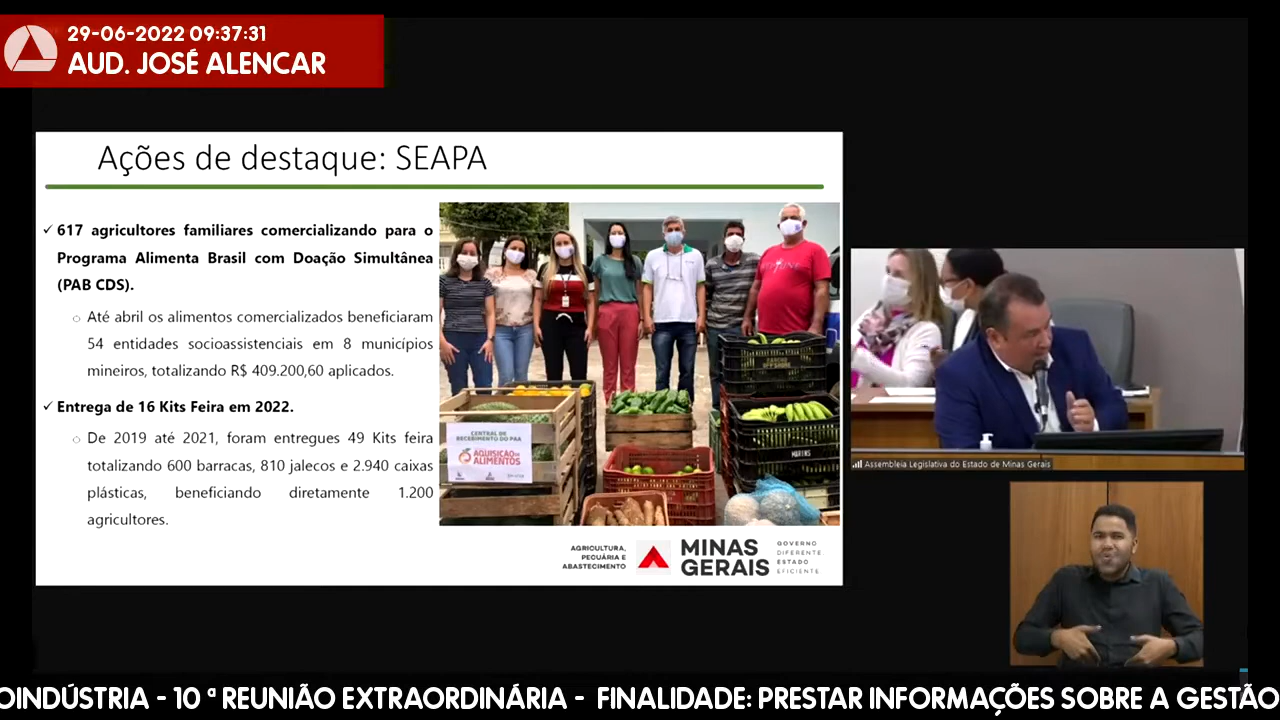 29-06-2022 09:37:31
AUD. JOSÉ ALENCAR
Ações de destaque: SEAPA
✓ 617 agricultores familiares comercializando para o
Programa Alimenta Brasil com Doação Simultânea
(PAB CDS).
○ Até abril os alimentos comercializados beneficiaram
54 entidades socioassistenciais em 8 municípios
mineiros, totalizando R$ 409.200,60 aplicados.
✓ Entrega de 16 Kits Feira em 2022.
○ De 2019 até 2021, foram entregues 49 Kits feira
totalizando 600 barracas, 810 jalecos e 2.940 caixas
plásticas, beneficiando diretamente 1.200
agricultores.
CENTRAL DE
RECEBIMENTO DO PAA
AQUISIÇÃO DE
ALIMENTOS
AGRICULTURA,
PECUÁRIA E
ABASTECIMENTO
MINAS
GERAIS
GOVERNO
DIFERENTE.
ESTADO
EFICIENTE.
Assembleia Legislativa do Estado de Minas Gerais
OINDÚSTRIA - 10 ª REUNIÃO EXTRAORDINÁRIA - FINALIDADE: PRESTAR INFORMAÇÕES SOBRE A GESTÃO